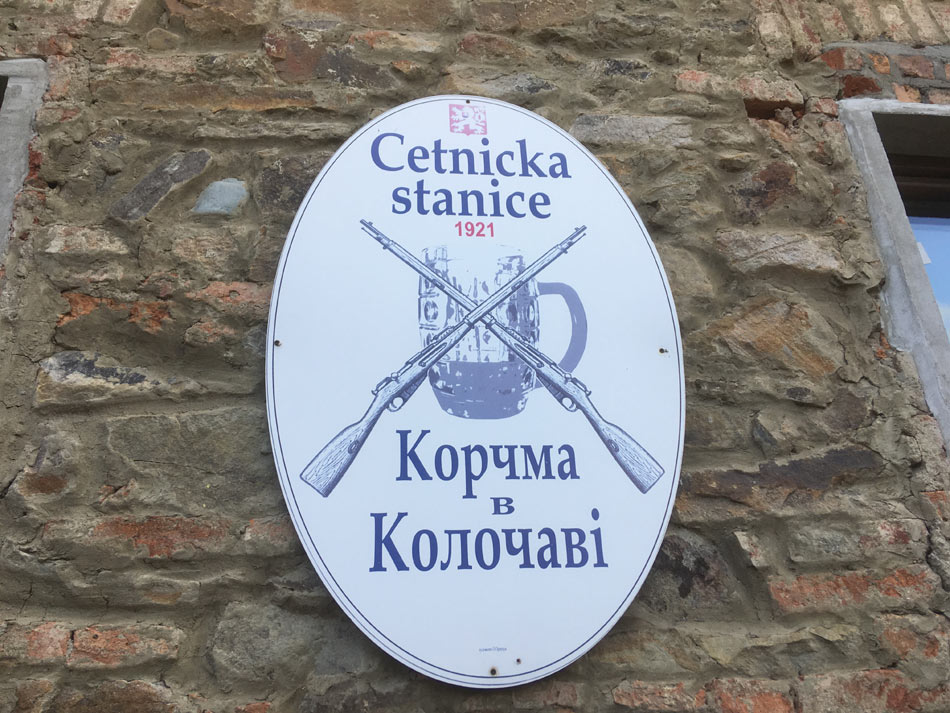 Cetnicka
stanice
1921
Корчма
в
Колочаві